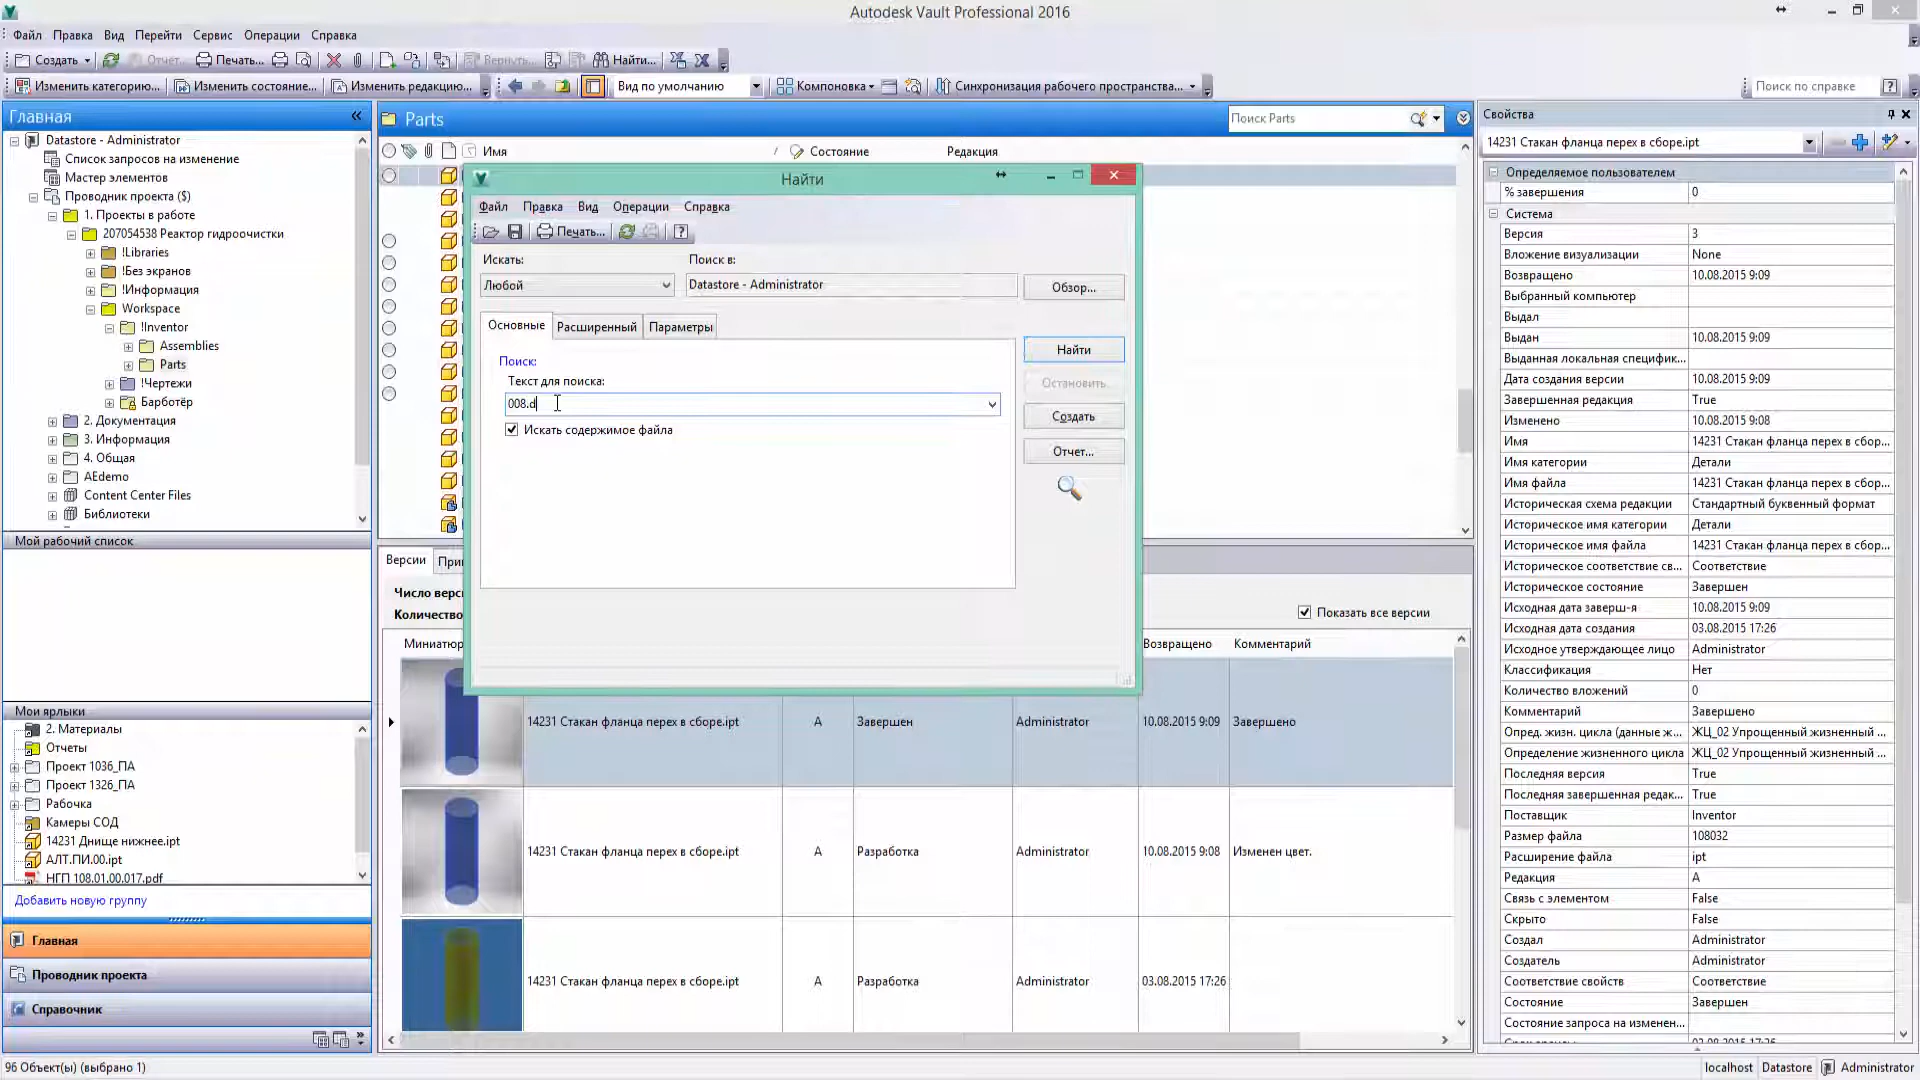 Autodesk Vault Professional 2016
Файл Правка Вид Перейти Сервис Операции Справка
Создать Отчет... Печать... Вернуть... Найти...
Изменить категорию... Изменить состояние... Изменить редакцию... Вид по умолчанию Компоновка Синхронизация рабочего пространства... Поиск по справке
Главная
Datastore - Administrator
Список запросов на изменение
Мастер элементов
Проводник проекта ($)
1. Проекты в работе
207054538 Реактор гидроочистки
!Libraries
!Без экранов
!Информация
Workspace
!Inventor
Assemblies
Parts
!Чертежи
Барботёр
2. Документация
3. Информация
4. Общая
AEdemo
Content Center Files
Библиотеки
Мой рабочий список
Мои ярлыки
2. Материалы
Отчеты
Проект 1036_ПА
Проект 1326_ПА
Рабочка
Камеры СОД
14231 Днище нижнее.ipt
АЛТ.ПИ.00.ipt
НГП 108.01.00.017.pdf
Добавить новую группу
Главная
Проводник проекта
Справочник
Parts
Поиск Parts
Имя / Состояние Редакция
Найти
Файл Правка Вид Операции Справка
Печать...
Искать: Поиск в:
Любой Datastore - Administrator Обзор...
Основные Расширенный Параметры
Поиск:
Текст для поиска:
008.d
Искать содержимое файла
Найти
Остановить
Создать
Отчет...
Версии При
Число верс
Количество
Показать все версии
Миниатюр Возвращено Комментарий
14231 Стакан фланца перех в сборе.ipt A Завершен Administrator 10.08.2015 9:09 Завершено
14231 Стакан фланца перех в сборе.ipt A Разработка Administrator 10.08.2015 9:08 Изменен цвет.
14231 Стакан фланца перех в сборе.ipt A Разработка Administrator 03.08.2015 17:26
Свойства
14231 Стакан фланца перех в сборе.ipt
Определяемое пользователем
% завершения 0
Система
Версия 3
Вложение визуализации None
Возвращено 10.08.2015 9:09
Выбранный компьютер
Выдал
Выдан 10.08.2015 9:09
Выданная локальная специфик...
Дата создания версии 10.08.2015 9:09
Завершенная редакция True
Изменено 10.08.2015 9:08
Имя 14231 Стакан фланца перех в сбор...
Имя категории Детали
Имя файла 14231 Стакан фланца перех в сбор...
Историческая схема редакции Стандартный буквенный формат
Историческое имя категории Детали
Историческое имя файла 14231 Стакан фланца перех в сбор...
Историческое соответствие св... Соответствие
Историческое состояние Завершен
Исходная дата заверш-я 10.08.2015 9:09
Исходная дата создания 03.08.2015 17:26
Исходное утверждающее лицо Administrator
Классификация Нет
Количество вложений 0
Комментарий Завершено
Опред. жизн. цикла (данные ж... ЖЦ_02 Упрощенный жизненный ...
Определение жизненного цикла ЖЦ_02 Упрощенный жизненный ...
Последняя версия True
Последняя завершенная редак... True
Поставщик Inventor
Размер файла 108032
Расширение файла ipt
Редакция A
Связь с элементом False
Скрыто False
Создал Administrator
Создатель Administrator
Соответствие свойств Соответствие
Состояние Завершен
Состояние запроса на изменен...
96 Объект(ы) (выбрано 1) localhost Datastore Administrator